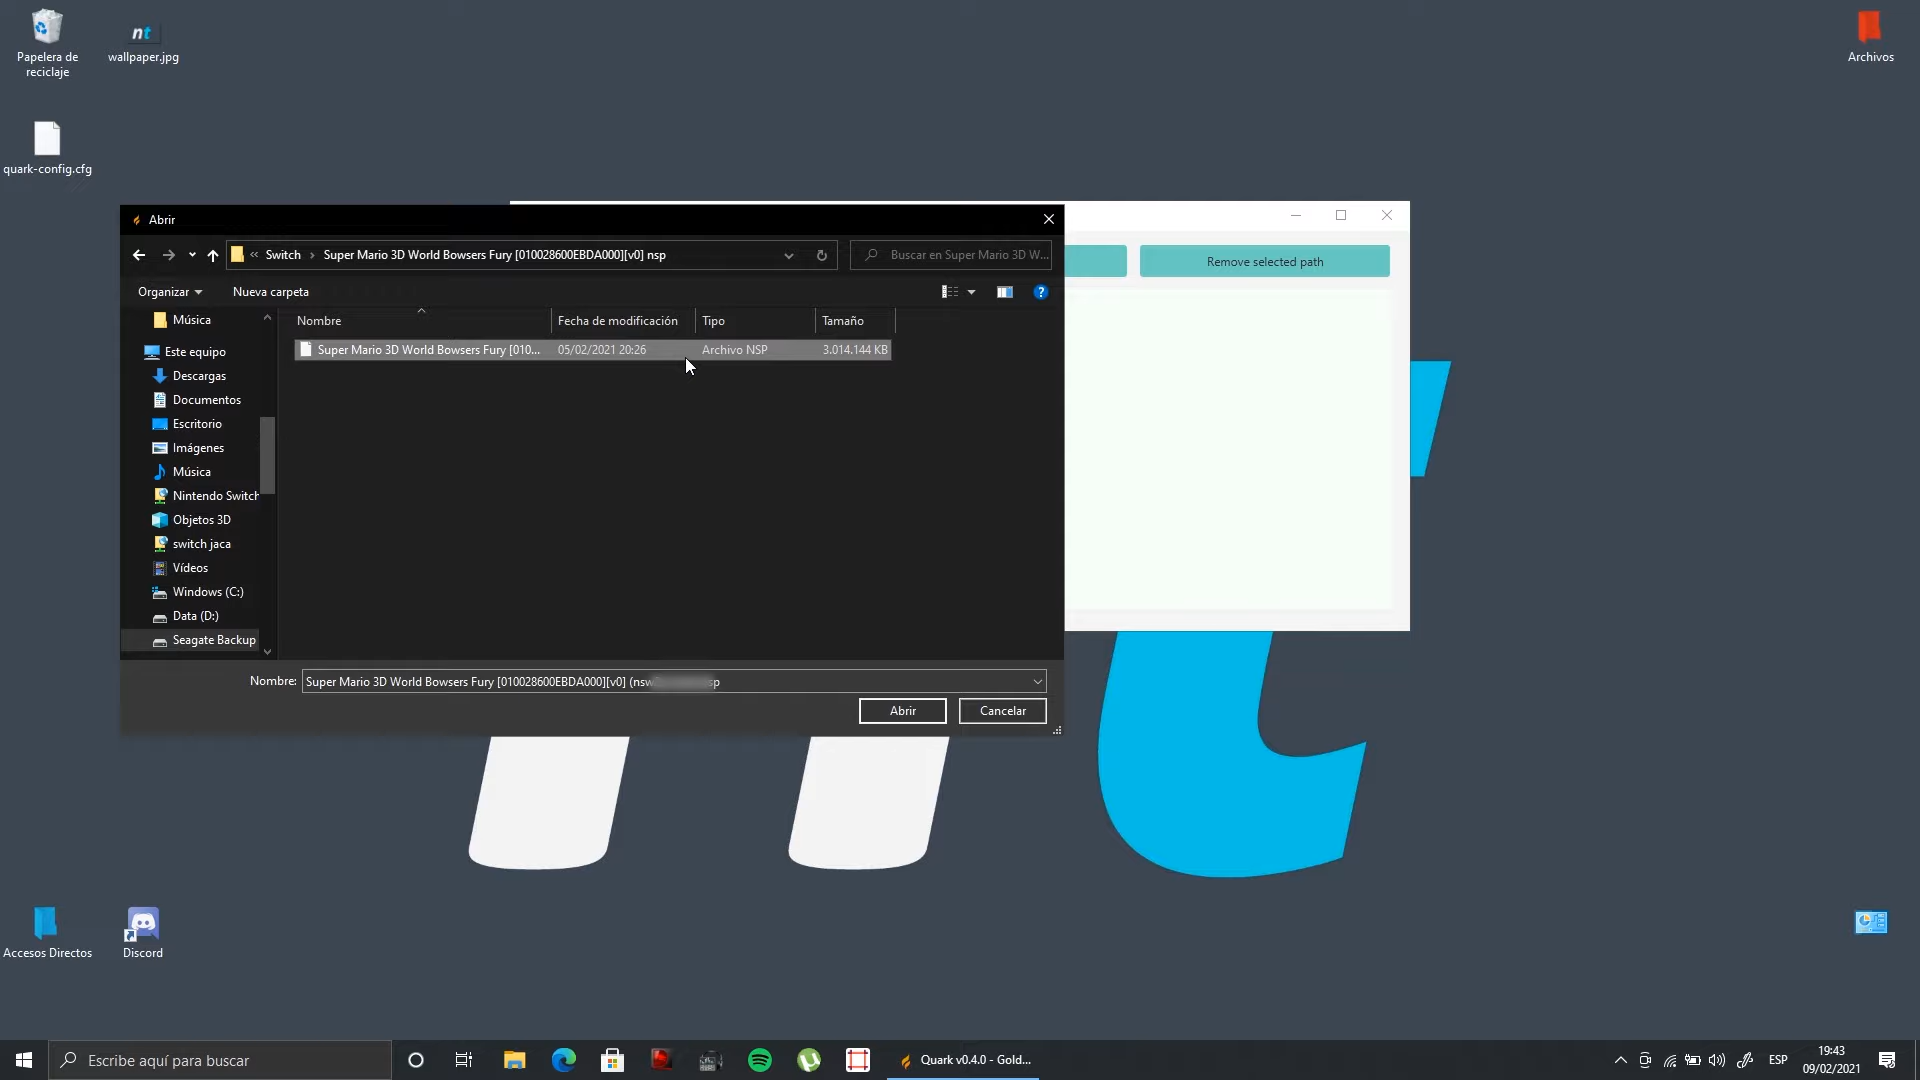 Papelera de
reciclaje
nt
wallpaper.jpg
Archivos
quark-config.cfg
Abrir
« Switch › Super Mario 3D World Bowsers Fury [010028600EBDA000][v0] nsp
Buscar en Super Mario 3D W...
Remove selected path
Organizar
Nueva carpeta
?
Nombre
Fecha de modificación
Tipo
Tamaño
Super Mario 3D World Bowsers Fury [010...
05/02/2021 20:26
Archivo NSP
3.014.144 KB
Música
Este equipo
Descargas
Documentos
Escritorio
Imágenes
Música
Nintendo Switch
Objetos 3D
switch jaca
Vídeos
Windows (C:)
Data (D:)
Seagate Backup
Nombre:
Super Mario 3D World Bowsers Fury [010028600EBDA000][v0] (nsw sp
Abrir
Cancelar
Accesos Directos
Discord
Escribe aquí para buscar
Quark v0.4.0 - Gold...
ESP
19:43
09/02/2021